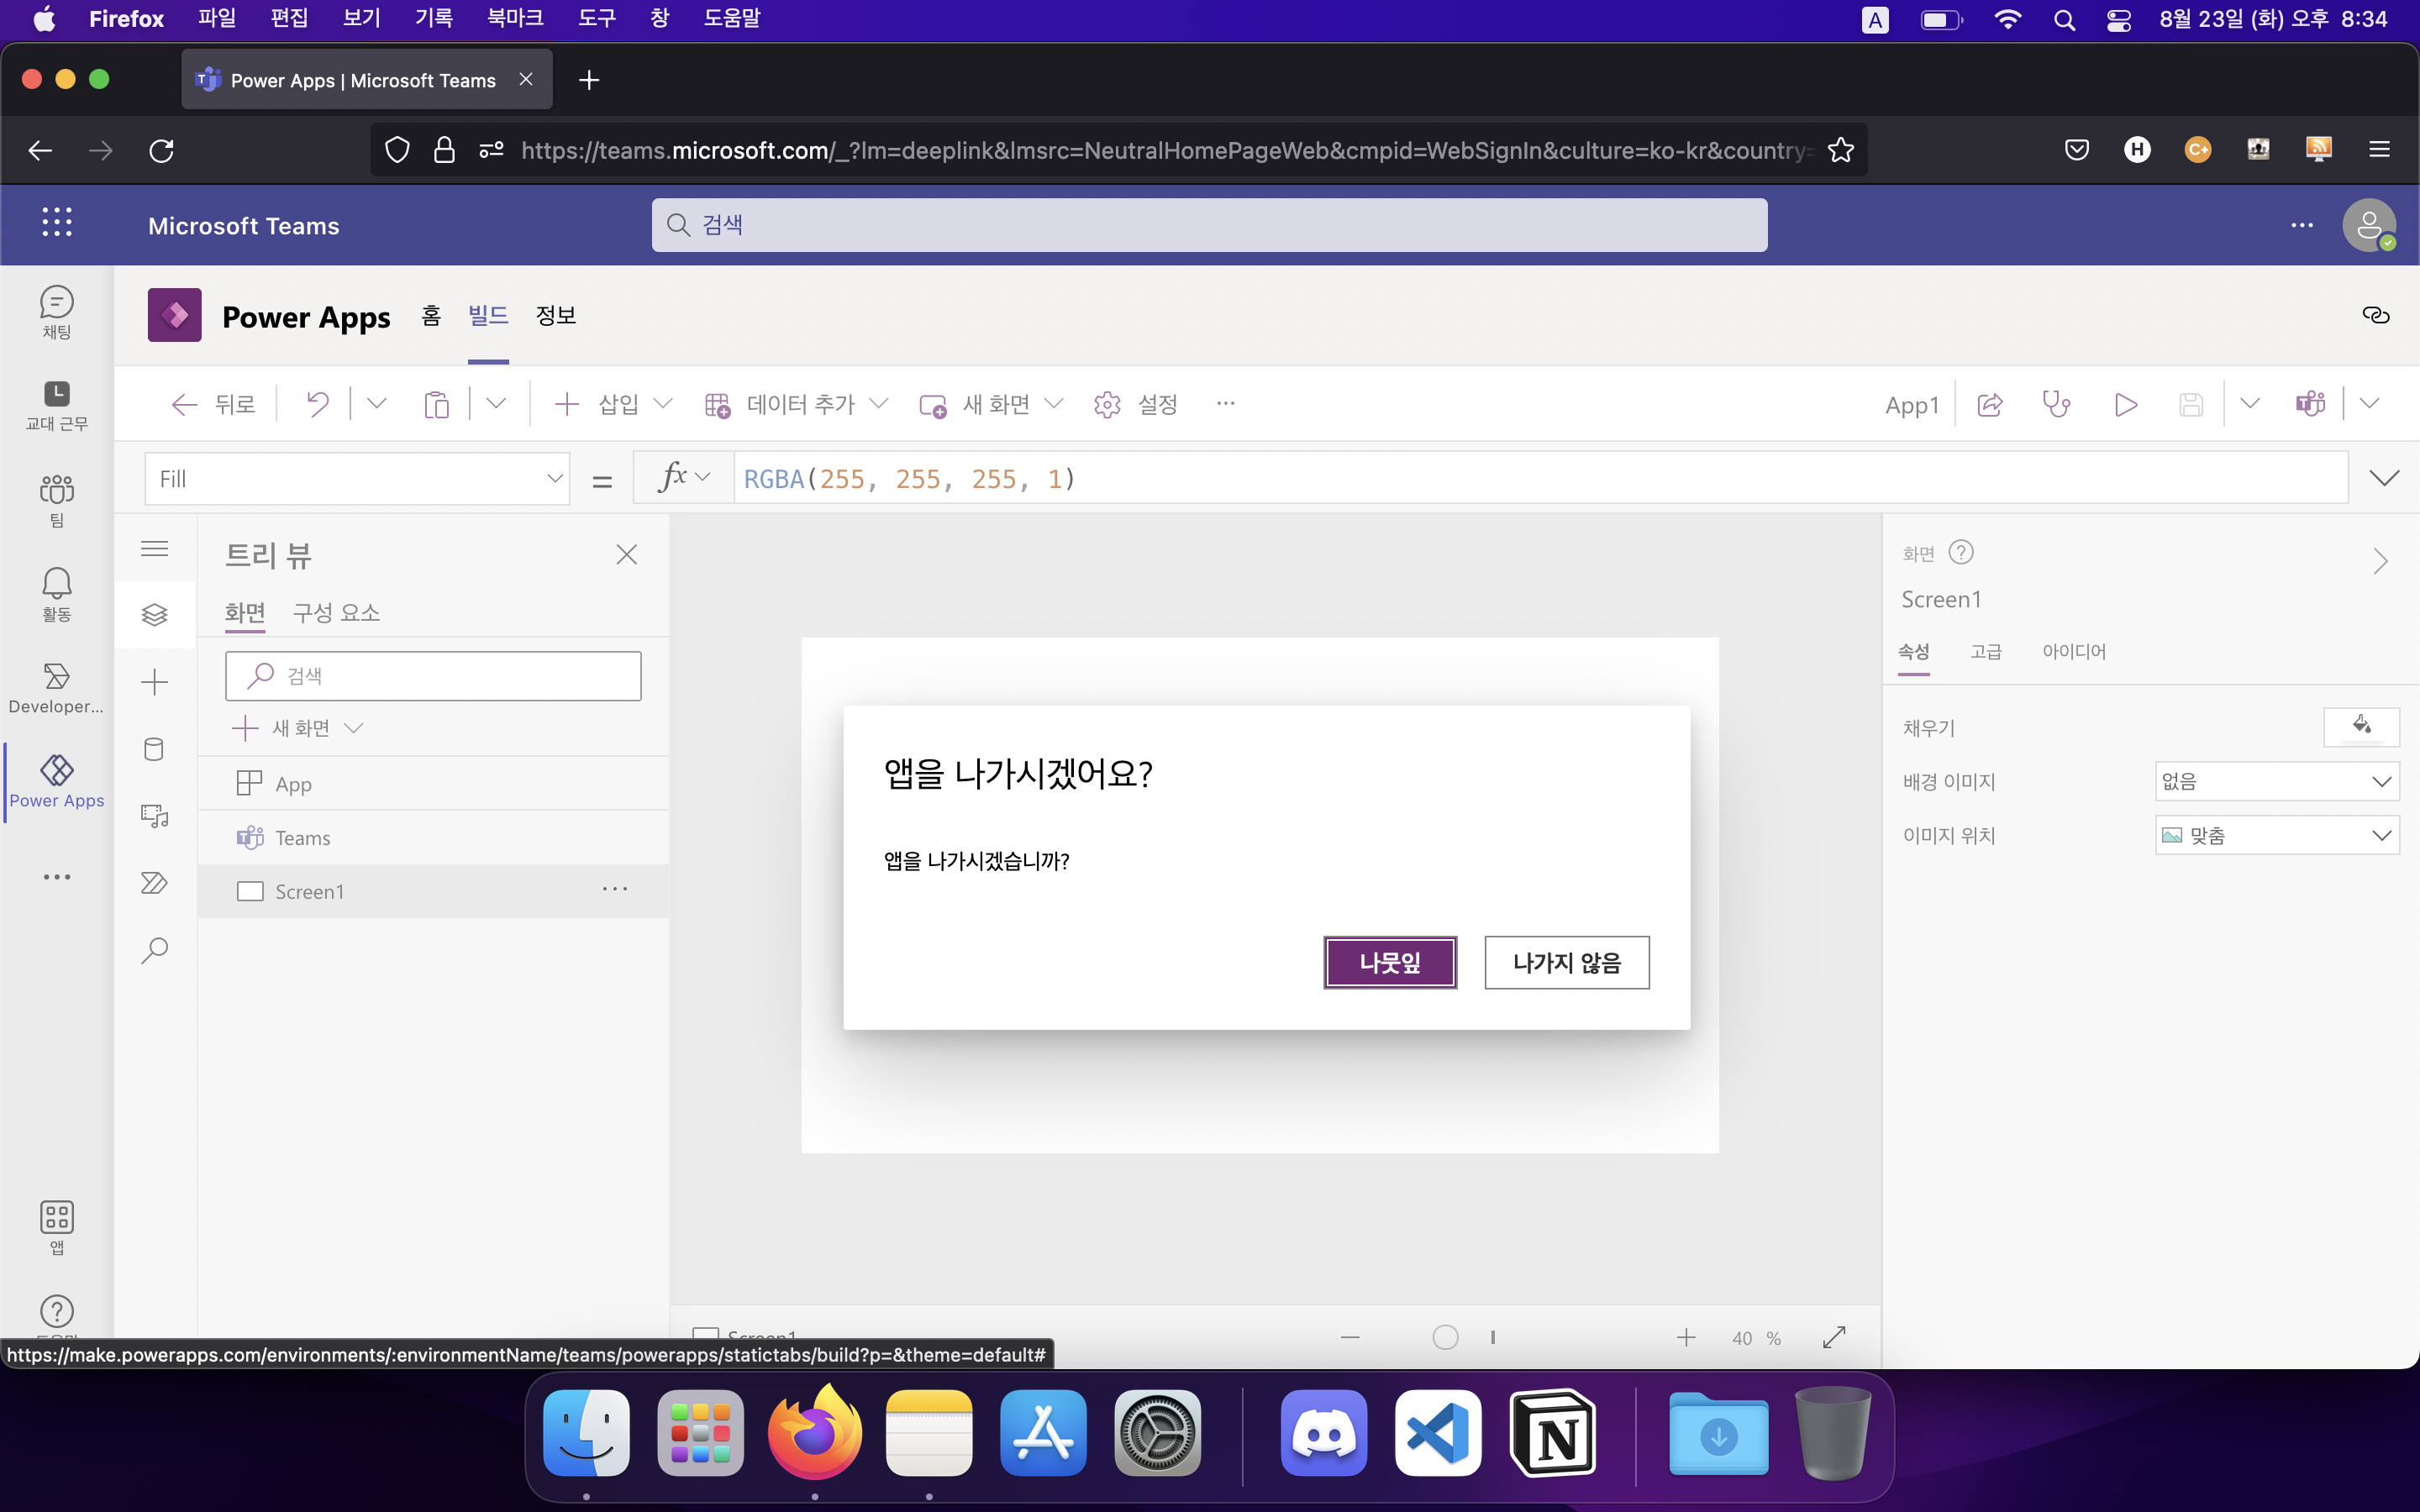 Firefox 파일 편집 보기 기록 북마크 도구 창 도움말 A 8월 23일 (화) 오후 8:34
Power Apps | Microsoft Teams
https://teams.microsoft.com/_?lm=deeplink&lmsrc=NeutralHomePageWeb&cmpid=WebSignIn&culture=ko-kr&country=
H C+
Microsoft Teams 검색
Power Apps 홈 빌드 정보
채팅
교대 근무
팀
활동
Developer...
Power Apps
앱
뒤로 삽입 데이터 추가 새 화면 설정 App1
Fill = fx RGBA(255, 255, 255, 1)
트리 뷰
화면 구성 요소
검색
새 화면
App
Teams
Screen1
앱을 나가시겠어요?
앱을 나가시겠습니까?
나뭇잎 나가지 않음
화면
Screen1
속성 고급 아이디어
채우기
배경 이미지 없음
이미지 위치 맞춤
Screen1 40 %
https://make.powerapps.com/environments/:environmentName/teams/powerapps/statictabs/build?p=&theme=default#